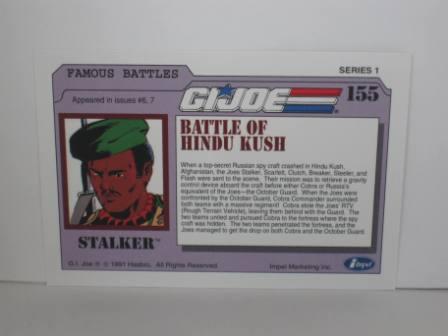 FAMOUS BATTLES
SERIES 1
Appeared in issues #6, 7
G.I. JOE
155
BATTLE OF
HINDU KUSH
When a top-secret Russian spy craft crashed in Hindu Kush,
Afghanistan, the Joes Stalker, Scarlett, Clutch, Breaker, Steeler, and
Flash were sent to the scene. Their mission was to retrieve a gravity
control device aboard the craft before either Cobra or Russia's
equivalent of the Joes—the October Guard. When the Joes were
confronted by the October Guard, Cobra Commander surrounded
both teams with a massive regiment! Cobra stole the Joes' RTV
(Rough Terrain Vehicle), leaving them behind with the Guard. The
two teams united and pursued Cobra to the fortress where the spy
craft was hidden. The two teams penetrated the fortress, and the
Joes managed to get the drop on both Cobra and the October Guard.
STALKER™
G.I. Joe ® © 1991 Hasbro. All Rights Reserved.
Impel Marketing Inc.
impel